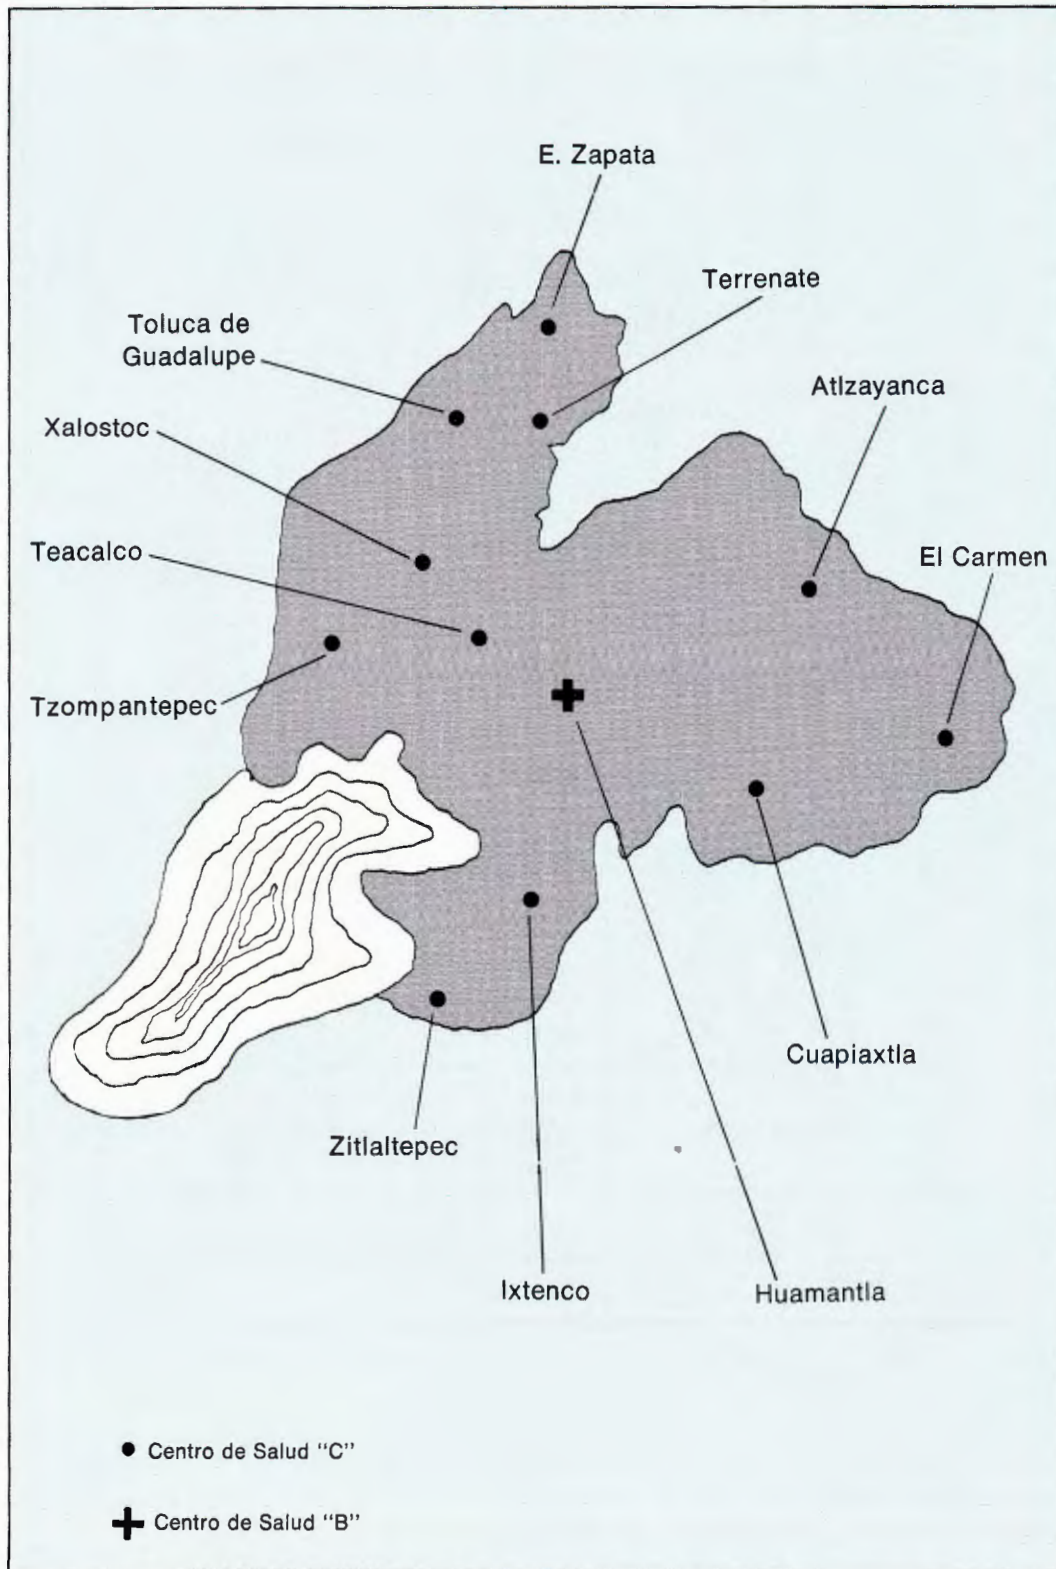 E. Zapata
Terrenate
Toluca de
Guadalupe
Atlzayanca
Xalostoc
Teacalco
El Carmen
Tzompantepec
Cuapiaxtla
Zitlaltepec
Ixtenco
Huamantla
Centro de Salud "C"
Centro de Salud "B"